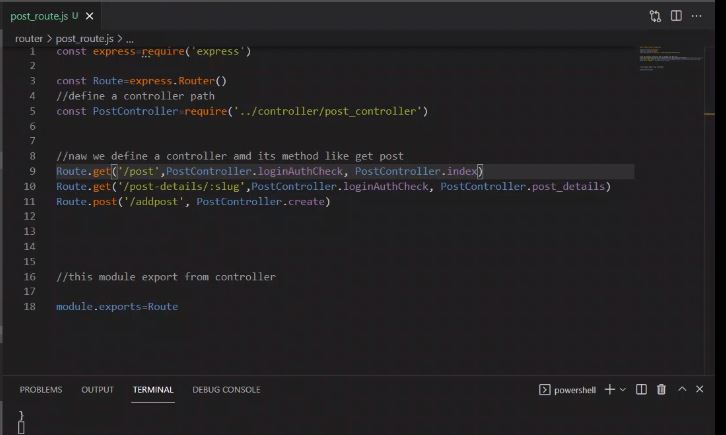 post_route.js U ×
router > post_route.js > ...
1 const express=require('express')
2
3 const Route=express.Router()
4 //define a controller path
5 const PostController=require('../controller/post_controller')
6
7
8 //naw we define a controller amd its method like get post
9 Route.get('/post',PostController.loginAuthCheck, PostController.index)
10 Route.get('/post-details/:slug',PostController.loginAuthCheck, PostController.post_details)
11 Route.post('/addpost', PostController.create)
12
13
14
15
16 //this module export from controller
17
18 module.exports=Route
PROBLEMS OUTPUT TERMINAL DEBUG CONSOLE powershell
}